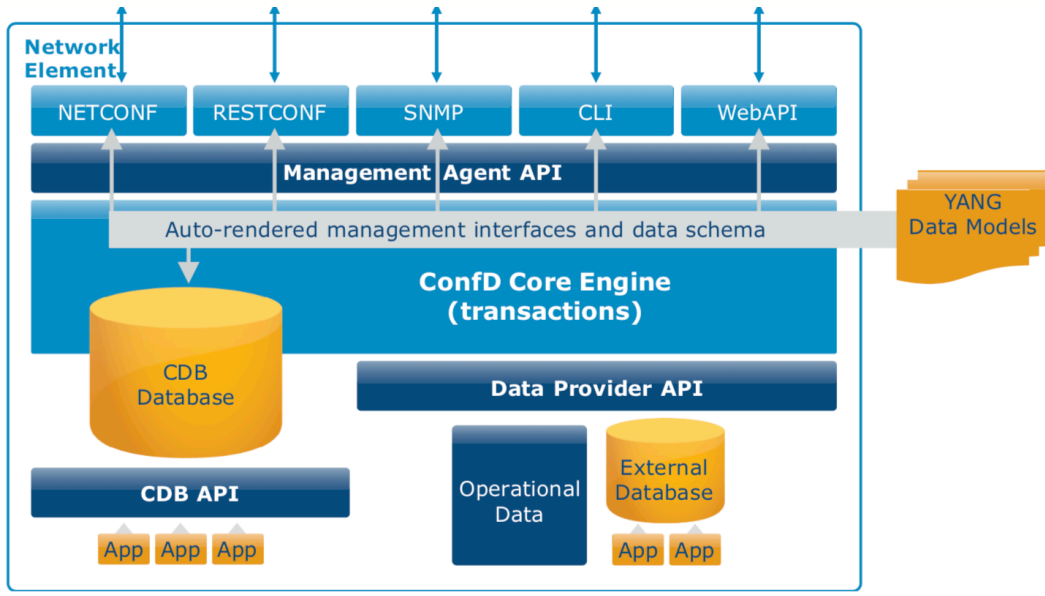 Network
Element
NETCONF
RESTCONF
SNMP
CLI
WebAPI
Management Agent API
YANG
Data Models
Auto-rendered management interfaces and data schema
ConfD Core Engine
(transactions)
CDB
Database
Data Provider API
External
Database
Operational
Data
CDB API
App
App
App
App
App